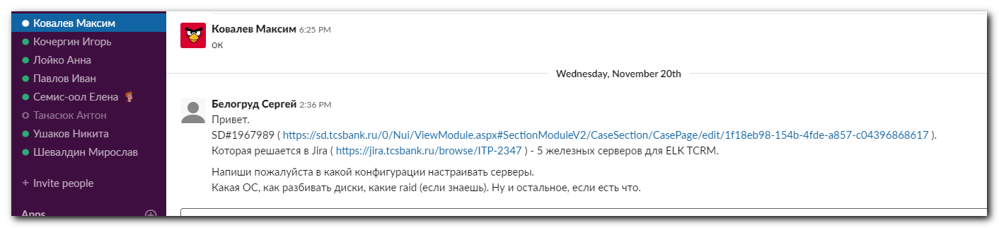 Ковалев Максим
Кочергин Игорь
Лойко Анна
Павлов Иван
Семис-оол Елена
Танасюк Антон
Ушаков Никита
Шевалдин Мирослав
+ Invite people
Apps
Ковалев Максим 6:25 PM
ок
Wednesday, November 20th
Белогруд Сергей 2:36 PM
Привет.
SD#1967989 ( https://sd.tcsbank.ru/0/Nui/ViewModule.aspx#SectionModuleV2/CaseSection/CasePage/edit/1f18eb98-154b-4fde-a857-c04396868617 ).
Которая решается в Jira ( https://jira.tcsbank.ru/browse/ITP-2347 ) - 5 железных серверов для ELK TCRM.
Напиши пожалуйста в какой конфигурации настраивать серверы.
Какая ОС, как разбивать диски, какие raid (если знаешь). Ну и остальное, если есть что.